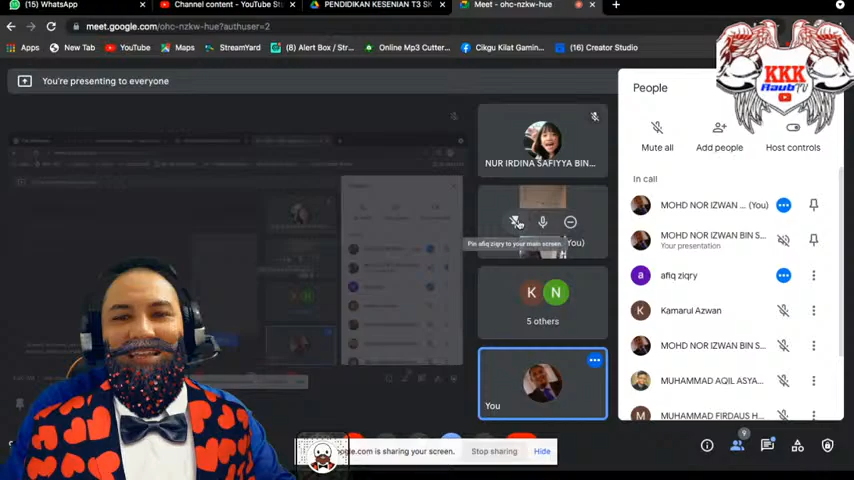 (15) WhatsApp
Channel content - YouTube St
PENDIDIKAN KESENIAN T3 SK
Meet - ohc-nzkw-hue
meet.google.com/ohc-nzkw-hue?authuser=2
Apps
New Tab
YouTube
Maps
StreamYard
(8) Alert Box / Str...
Online Mp3 Cutter...
Cikgu Kilat Gaming...
(16) Creator Studio
KKK
RaubTV
You're presenting to everyone
People
Mute all
Add people
Host controls
NUR IRDINA SAFIYYA BIN...
In call
MOHD NOR IZWAN ... (You)
MOHD NOR IZWAN BIN S...
Your presentation
Pin afiq ziqry to your main screen.
(You)
afiq ziqry
K N
5 others
K Kamarul Azwan
MOHD NOR IZWAN BIN S...
MUHAMMAD AQIL ASYA...
MUHAMMAD FIRDAUS H...
You
9
is sharing your screen.
Stop sharing
Hide